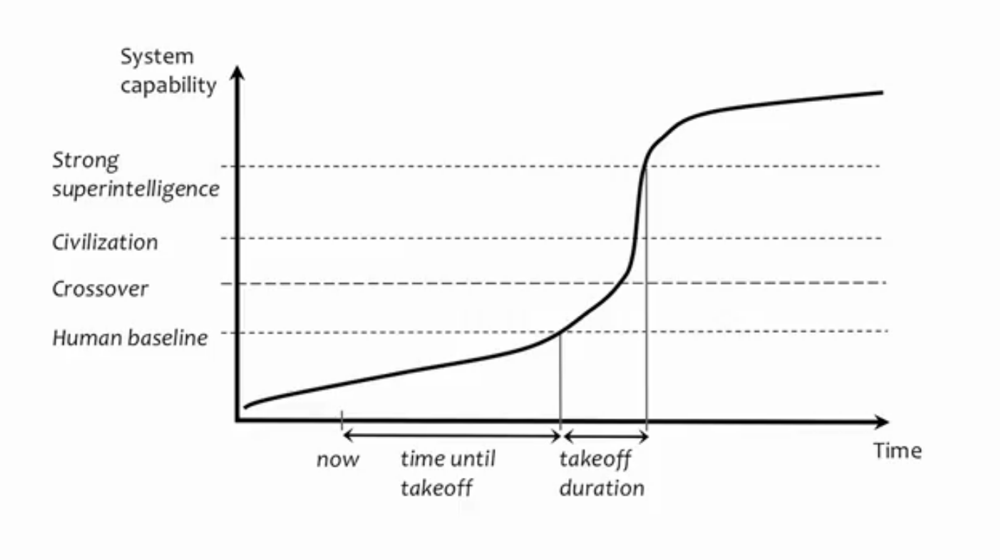 System
capability
Strong
superintelligence
Civilization
Crossover
Human baseline
Time
now
time until
takeoff
takeoff
duration